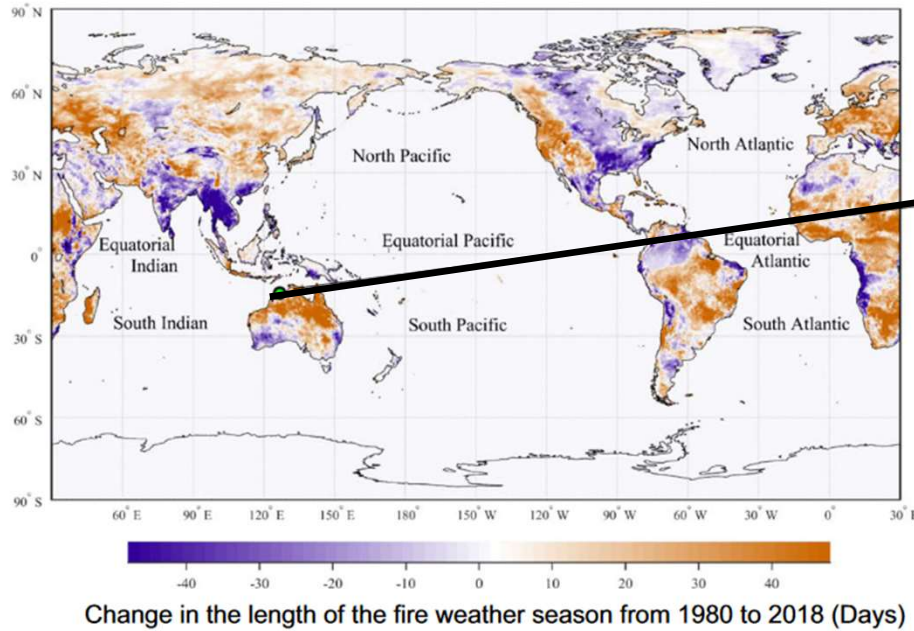 90° N
60° N
30° N
0°
30° S
60° S
90° S
North Pacific
North Atlantic
Equatorial
Indian
Equatorial Pacific
Equatorial
Atlantic
South Indian
South Pacific
South Atlantic
60° E 90° E 120° E 150° E 180° 150° W 120° W 90° W 60° W 30° W 0° 30° E
-40 -30 -20 -10 0 10 20 30 40
Change in the length of the fire weather season from 1980 to 2018 (Days)